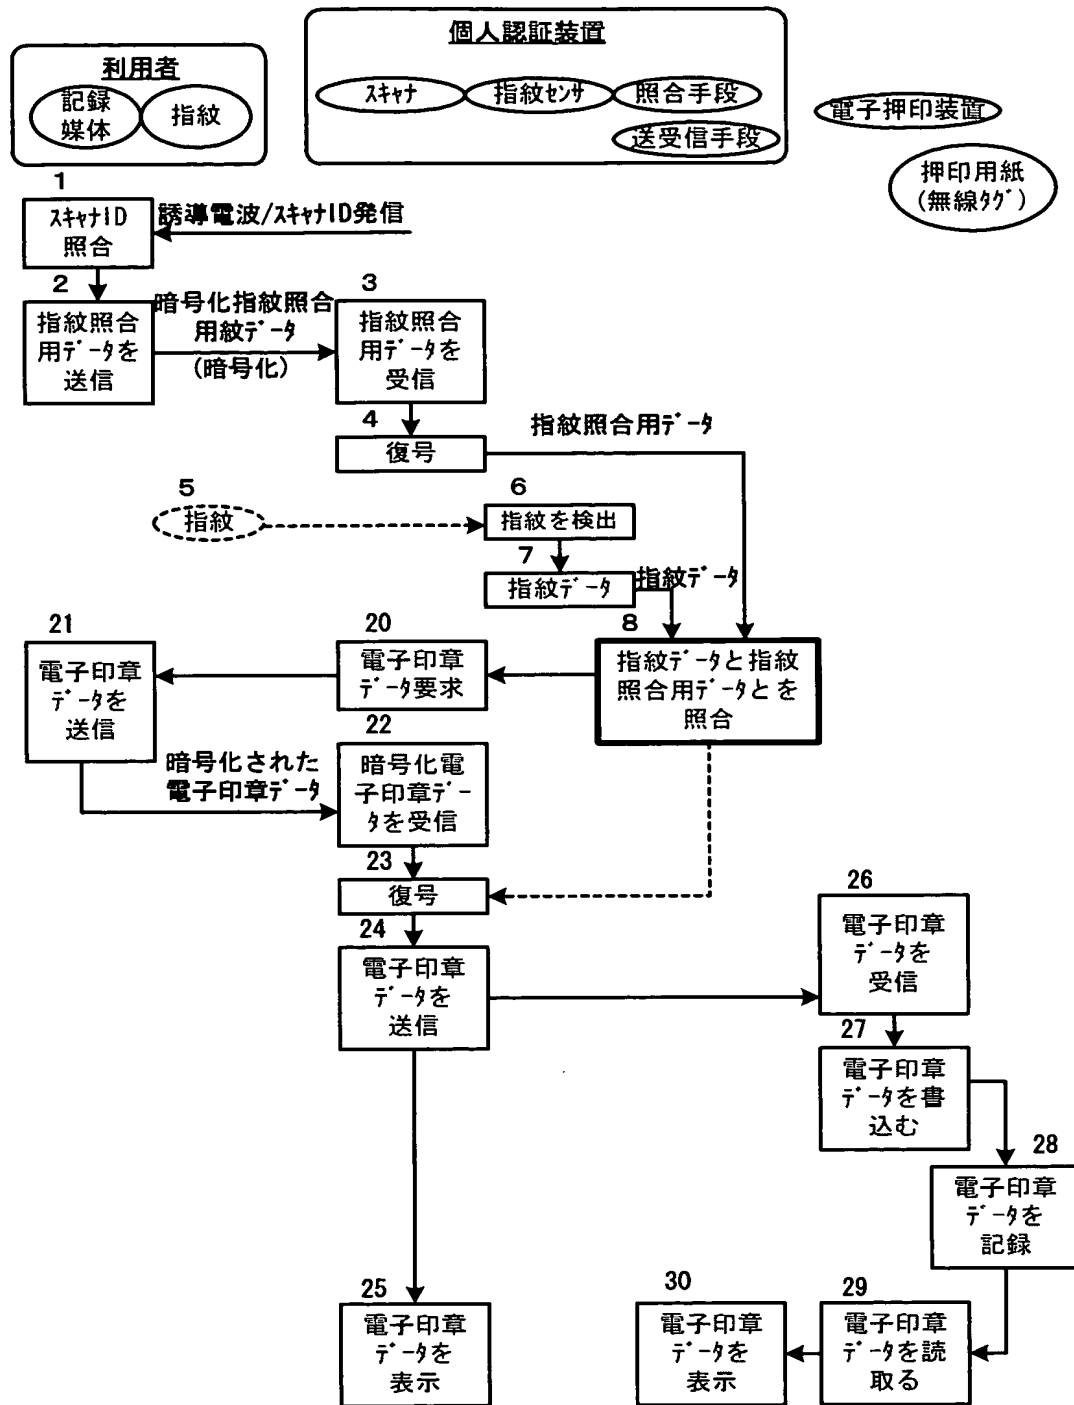 個人認証装置
利用者
記録
媒体
指紋
スキャナ
指紋センサ
照合手段
送受信手段
電子押印装置
押印用紙
(無線タグ)
1
スキャナID
照合
誘導電波/スキャナID発信
2
指紋照合
用データを
送信
暗号化指紋照合
用紋データ
(暗号化)
3
指紋照合
用データを
受信
4
復号
指紋照合用データ
5
指紋
6
指紋を検出
7
指紋データ
指紋データ
8
指紋データと指紋
照合用データとを
照合
20
電子印章
データ要求
21
電子印章
データを
送信
暗号化された
電子印章データ
22
暗号化電
子印章デー
タを受信
23
復号
24
電子印章
データを
送信
26
電子印章
データを
受信
27
電子印章
データを書
込む
28
電子印章
データを
記録
25
電子印章
データを
表示
30
電子印章
データを
表示
29
電子印章
データを読
取る